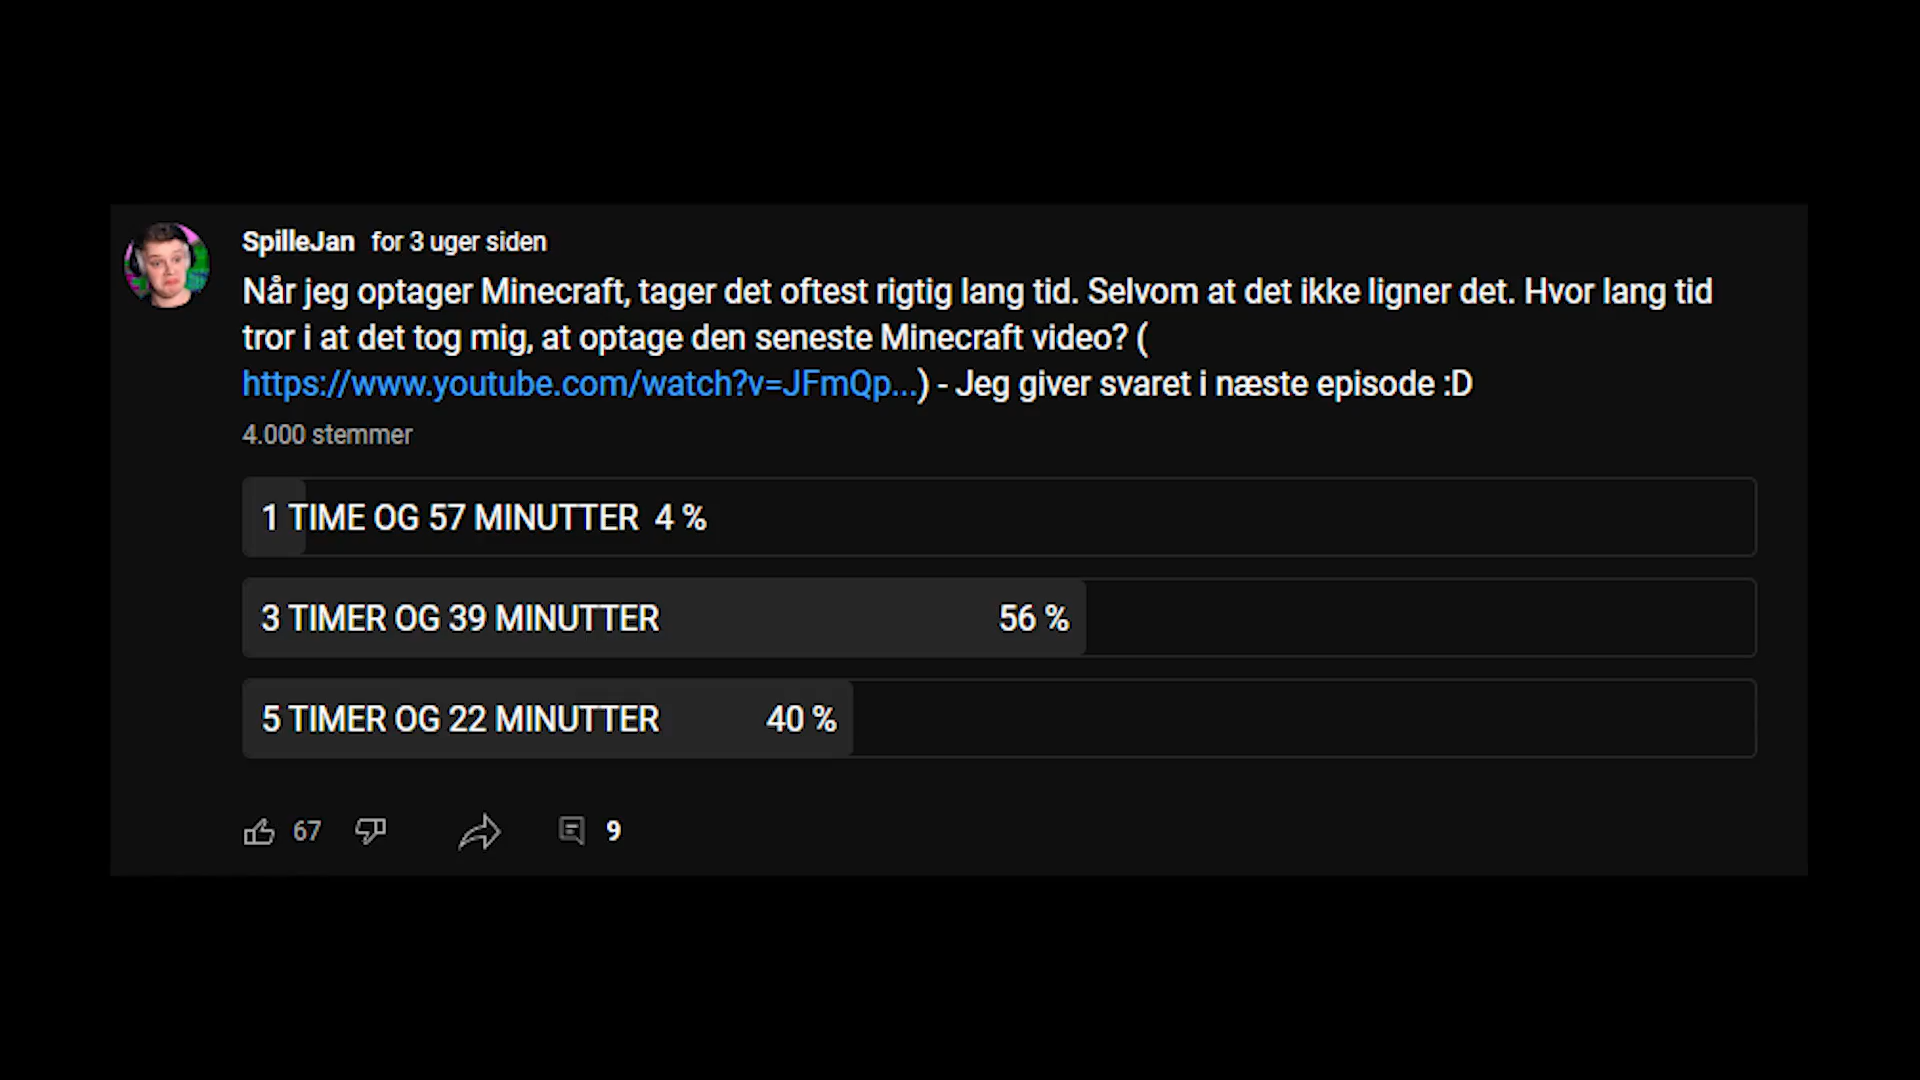 SpilleJan for 3 uger siden
Når jeg optager Minecraft, tager det oftest rigtig lang tid. Selvom at det ikke ligner det. Hvor lang tid
tror i at det tog mig, at optage den seneste Minecraft video? (
https://www.youtube.com/watch?v=JFmQp...) - Jeg giver svaret i næste episode :D
4.000 stemmer
1 TIME OG 57 MINUTTER 4 %
3 TIMER OG 39 MINUTTER 56 %
5 TIMER OG 22 MINUTTER 40 %
67 9